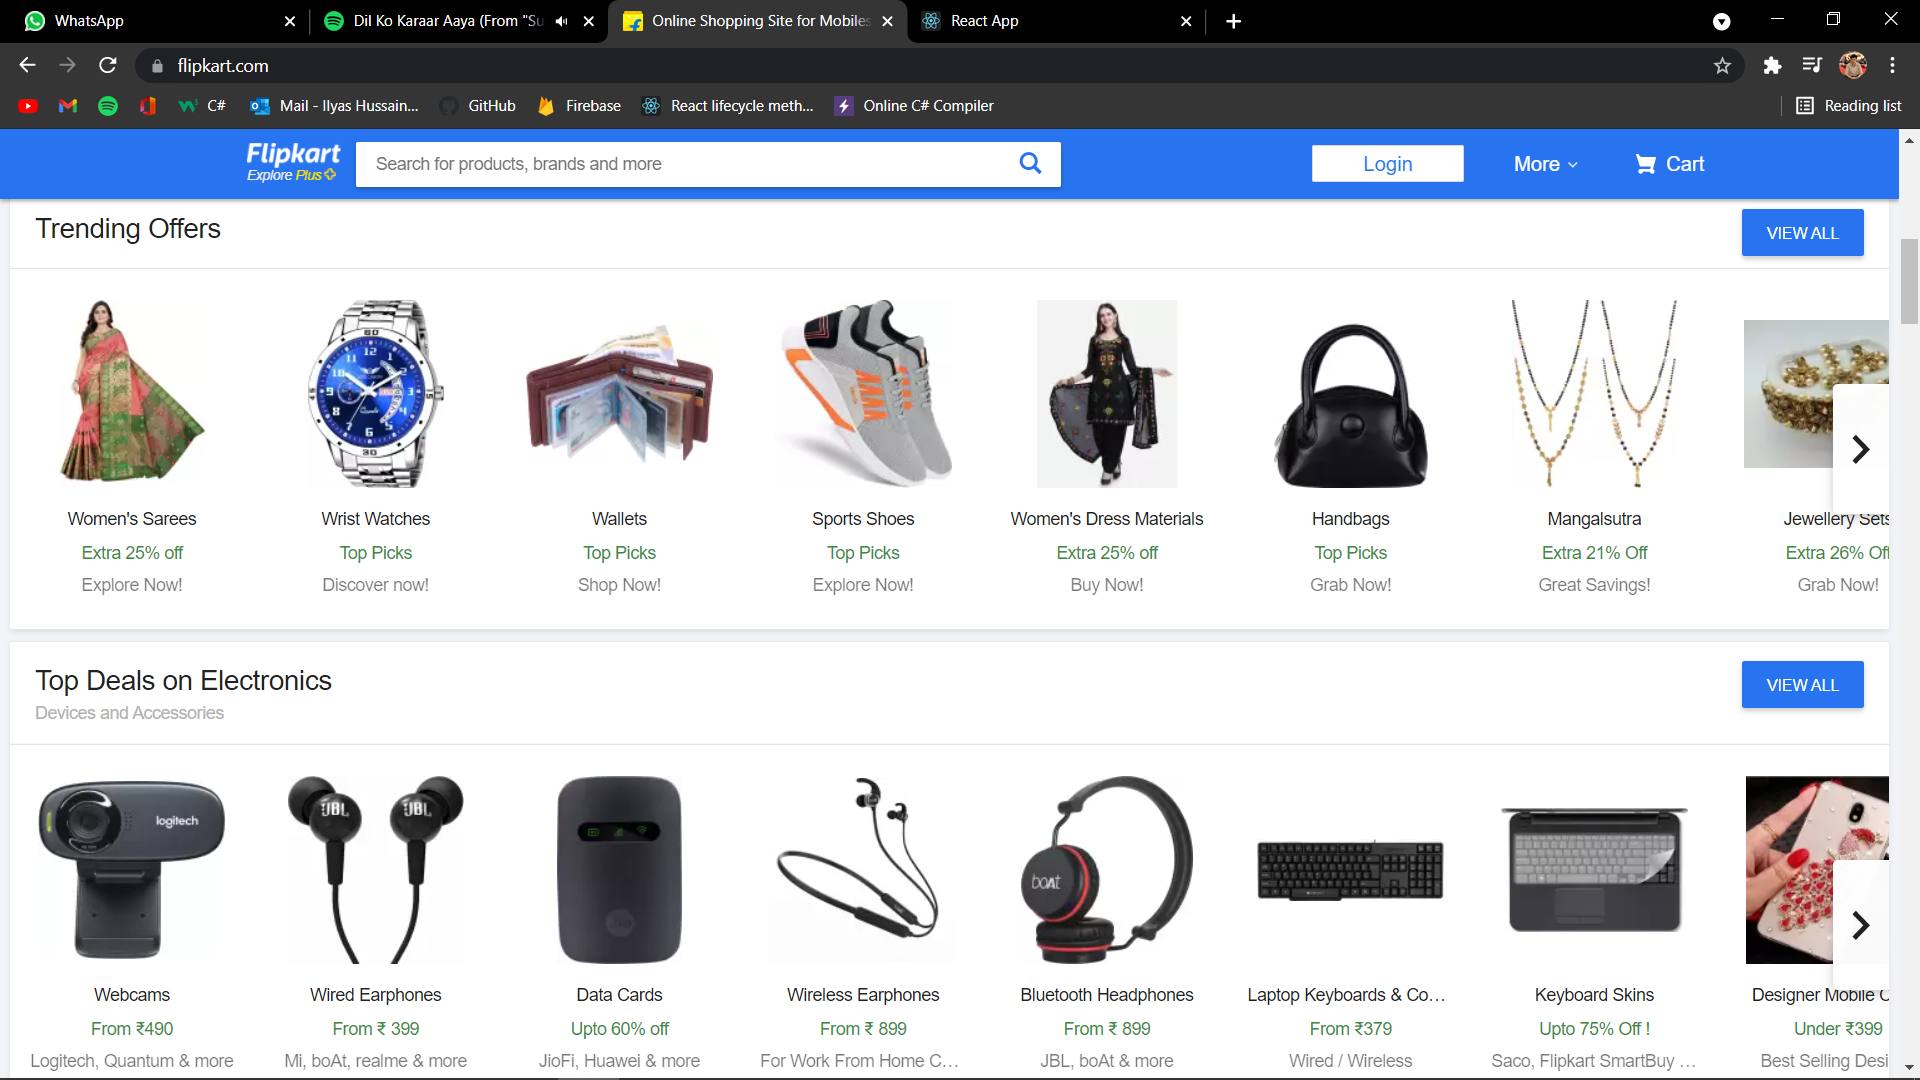 WhatsApp
Dil Ko Karaar Aaya (From "Su
Online Shopping Site for Mobiles
React App
flipkart.com
C#
Mail - Ilyas Hussain...
GitHub
Firebase
React lifecycle meth...
Online C# Compiler
Reading list
Flipkart
Explore Plus
Search for products, brands and more
Login
More
Cart
Trending Offers
VIEW ALL
Women's Sarees
Wrist Watches
Wallets
Sports Shoes
Women's Dress Materials
Handbags
Mangalsutra
Jewellery Sets
Extra 25% off
Top Picks
Top Picks
Top Picks
Extra 25% off
Top Picks
Extra 21% Off
Extra 26% Off
Explore Now!
Discover now!
Shop Now!
Explore Now!
Buy Now!
Grab Now!
Great Savings!
Grab Now!
Top Deals on Electronics
VIEW ALL
Devices and Accessories
logitech
JBL
JBL
boAt
Webcams
Wired Earphones
Data Cards
Wireless Earphones
Bluetooth Headphones
Laptop Keyboards & Co...
Keyboard Skins
Designer Mobile C
From ₹490
From ₹ 399
Upto 60% off
From ₹ 899
From ₹ 899
From ₹379
Upto 75% Off !
Under ₹399
Logitech, Quantum & more
Mi, boAt, realme & more
JioFi, Huawei & more
For Work From Home C...
JBL, boAt & more
Wired / Wireless
Saco, Flipkart SmartBuy ...
Best Selling Desi